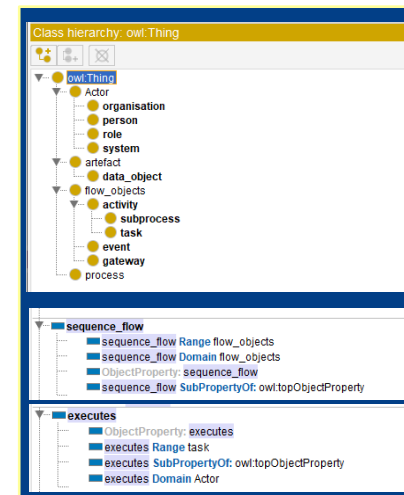 Class hierarchy: owl:Thing
owl:Thing
Actor
organisation
person
role
system
artefact
data_object
flow_objects
activity
subprocess
task
event
gateway
process
sequence_flow
sequence_flow Range flow_objects
sequence_flow Domain flow_objects
ObjectProperty: sequence_flow
sequence_flow SubPropertyOf: owl:topObjectProperty
executes
ObjectProperty: executes
executes Range task
executes SubPropertyOf: owl:topObjectProperty
executes Domain Actor